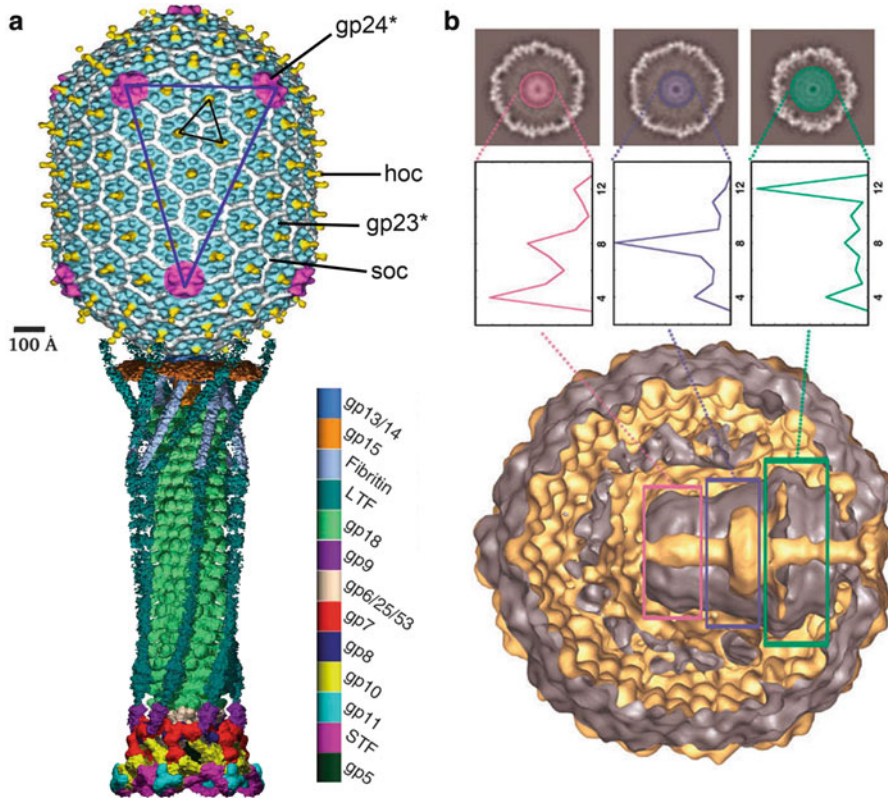 a
gp24*
hoc
gp23*
soc
100 Å
gp13/14
gp15
Fibritin
LTF
gp18
gp9
gp6/25/53
gp7
gp8
gp10
gp11
STF
gp5
b
4 8 12
4 8 12
4 8 12